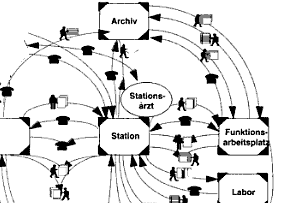 Archiv
Stations-
arzt
Station
Funktions-
arbeitsplatz
Labor